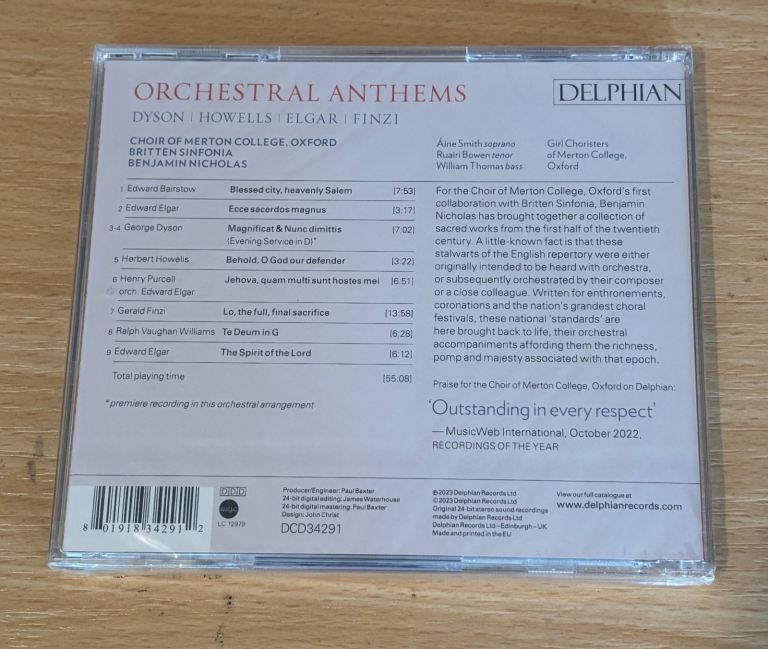 ORCHESTRAL ANTHEMS
DELPHIAN
DYSON | HOWELLS | ELGAR | FINZI
CHOIR OF MERTON COLLEGE, OXFORD
BRITTEN SINFONIA
BENJAMIN NICHOLAS
Áine Smith soprano
Ruairi Bowen tenor
William Thomas bass
Girl Choristers
of Merton College,
Oxford
1 Edward Bairstow Blessed city, heavenly Salem [7:53]
2 Edward Elgar Ecce sacerdos magnus [3:17]
3-4 George Dyson Magnificat & Nunc dimittis [7:02]
(Evening Service in D)*
5 Herbert Howells Behold, O God our defender [3:22]
6 Henry Purcell Jehova, quam multi sunt hostes mei [6:51]
orch. Edward Elgar
7 Gerald Finzi Lo, the full, final sacrifice [13:58]
8 Ralph Vaughan Williams Te Deum in G [6:28]
9 Edward Elgar The Spirit of the Lord [6:12]
Total playing time [55:08]
* premiere recording in this orchestral arrangement
For the Choir of Merton College, Oxford's first
collaboration with Britten Sinfonia, Benjamin
Nicholas has brought together a collection of
sacred works from the first half of the twentieth
century. A little-known fact is that these
stalwarts of the English repertory were either
originally intended to be heard with orchestra,
or subsequently orchestrated by their composer
or a close colleague. Written for enthronements,
coronations and the nation's grandest choral
festivals, these national 'standards' are
here brought back to life, their orchestral
accompaniments affording them the richness,
pomp and majesty associated with that epoch.
Praise for the Choir of Merton College, Oxford on Delphian:
'Outstanding in every respect'
— MusicWeb International, October 2022,
RECORDINGS OF THE YEAR
8 01918 34291 2
DDD
LC 12979
Producer/Engineer: Paul Baxter
24-bit digital editing: James Waterhouse
24-bit digital mastering: Paul Baxter
Design: John Christ
DCD34291
℗ 2023 Delphian Records Ltd
© 2023 Delphian Records Ltd
Original 24-bit stereo sound recordings
made by Delphian Records Ltd
Delphian Records Ltd – Edinburgh – UK
Made and printed in the EU
View our full catalogue at
www.delphianrecords.com